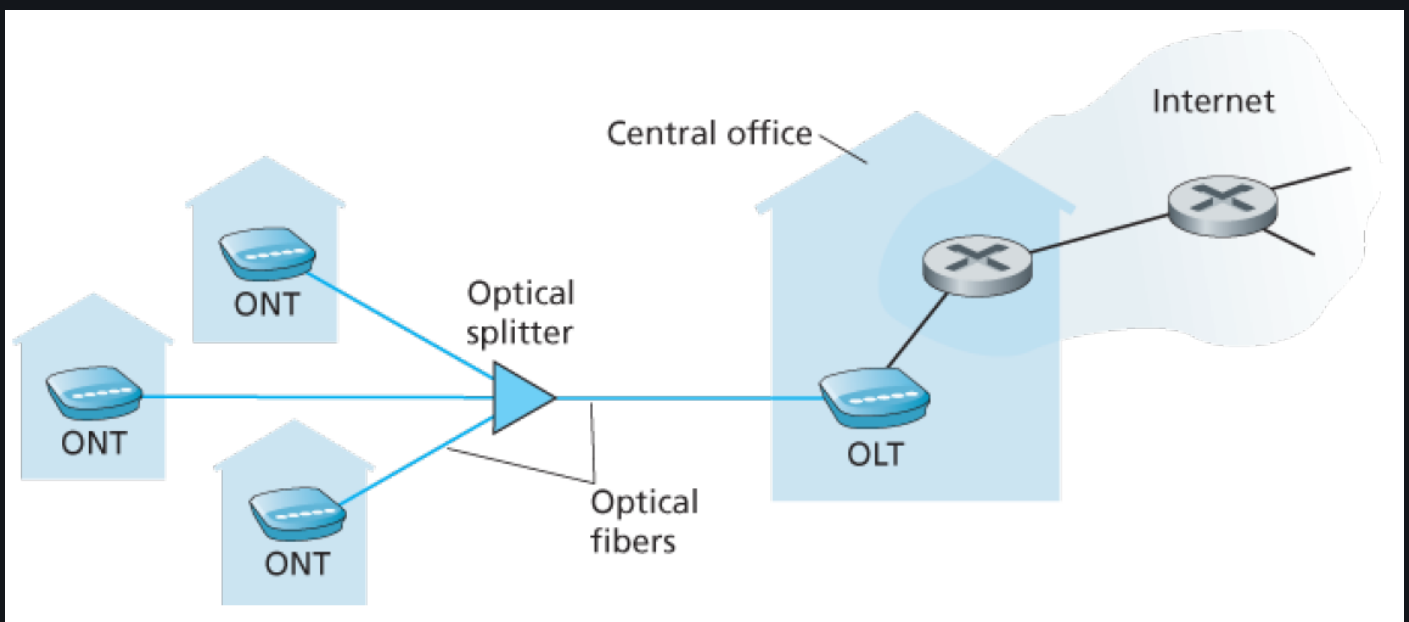 Internet
Central office
ONT
Optical
splitter
ONT
OLT
Optical
fibers
ONT